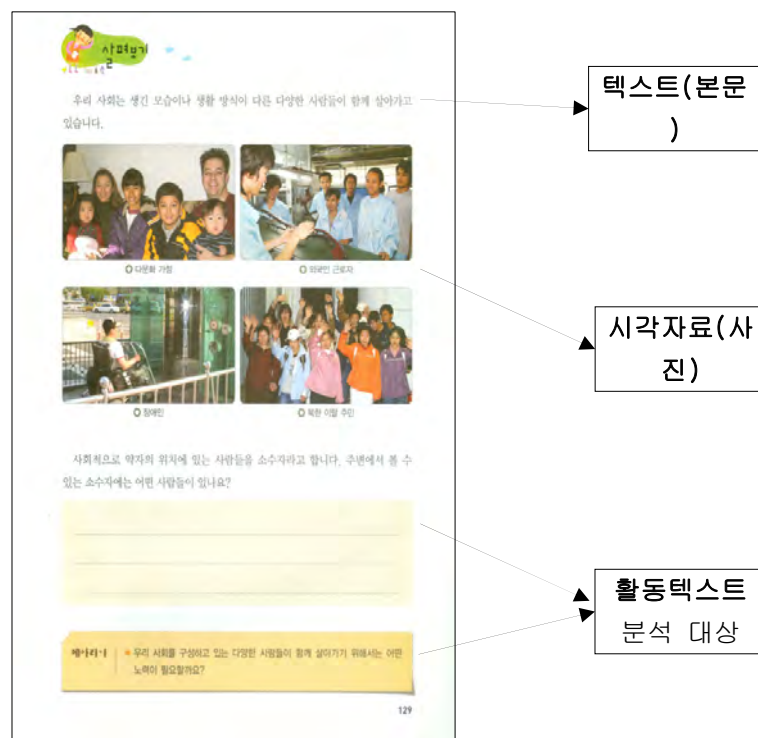 살펴보기
우리 사회는 생긴 모습이나 생활 방식이 다른 다양한 사람들이 함께 살아가고
있습니다.
다문화 가정
외국인 근로자
장애인
북한 이탈 주민
사회적으로 약자의 위치에 있는 사람들을 소수자라고 합니다. 주변에서 볼 수
있는 소수자에는 어떤 사람들이 있나요?
메아리
우리 사회를 구성하고 있는 다양한 사람들이 함께 살아가기 위해서는 어떤
노력이 필요할까요?
129
텍스트(본문
)
시각자료(사
진)
활동텍스트
분석 대상